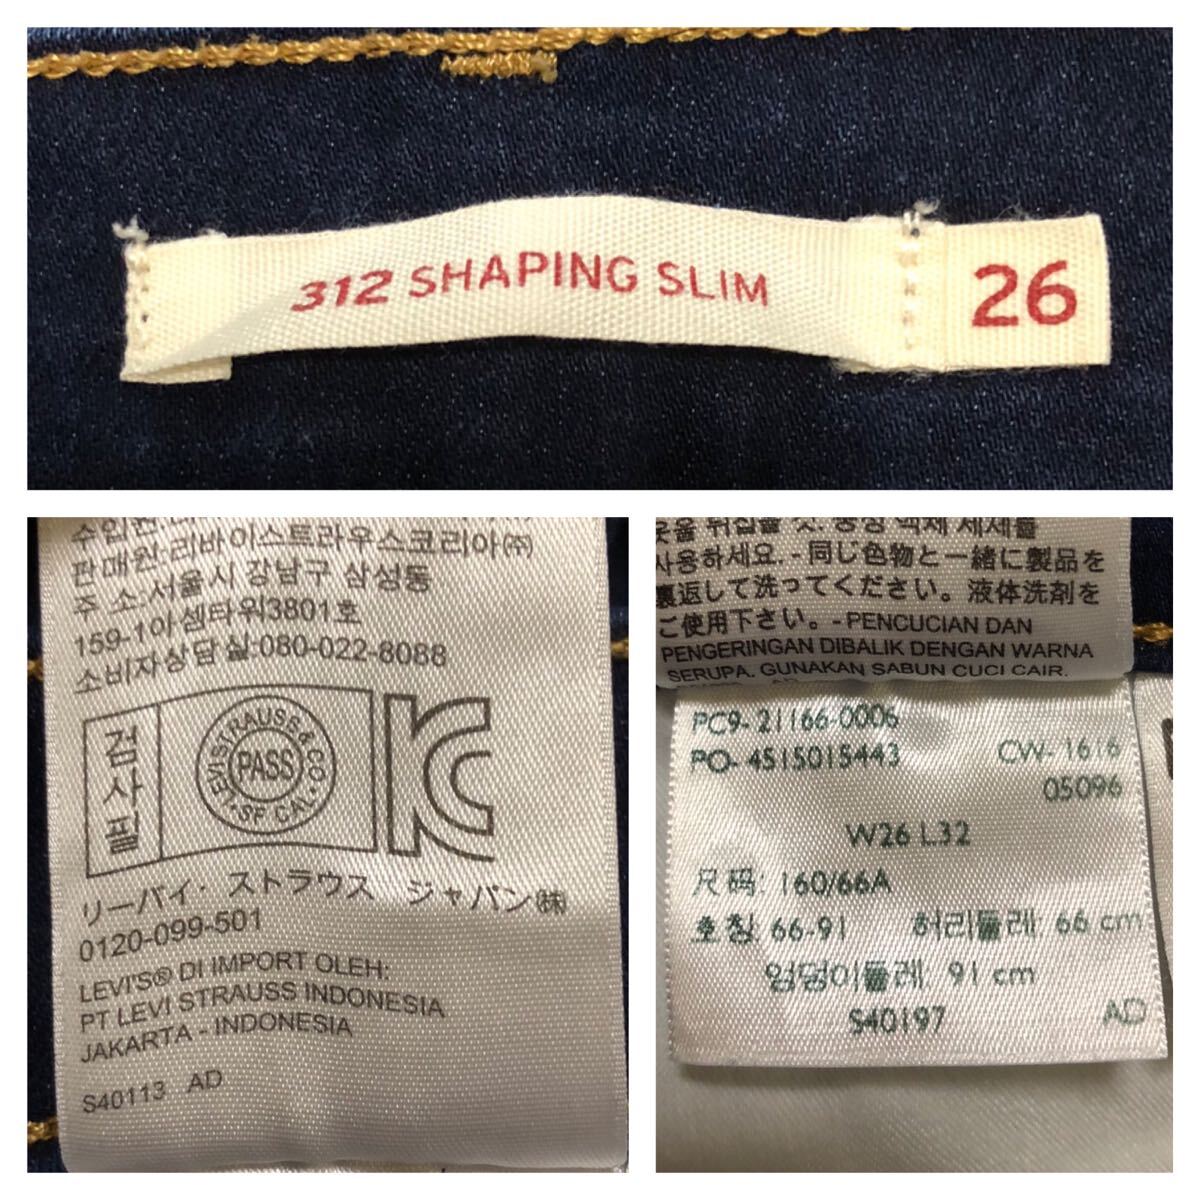 312 SHAPING SLIM
26
판매원:리바이스트라우스코리아(주)
주 소:서울시 강남구 삼성동
159-1아셈타워3801호
소비자상담실:080-022-8088
검사필
LEVI STRAUSS & CO.
PASS
SF CAL.
リーバイ・ストラウス ジャパン㈱
0120-099-501
LEVI'S® DI IMPORT OLEH:
PT LEVI STRAUSS INDONESIA
JAKARTA - INDONESIA
S40113 AD
사용하세요. - 同じ色物と一緒に製品を
裏返して洗ってください。液体洗剤を
ご使用下さい。- PENCUCIAN DAN
PENGERINGAN DIBALIK DENGAN WARNA
SERUPA. GUNAKAN SABUN CUCI CAIR.
PC9-21166-0006
PO-4515015443 CW-1616
05096
W26 L32
尺码: 160/66A
호칭: 66-91 허리둘레: 66 cm
엉덩이둘레: 91 cm
S40197 AD